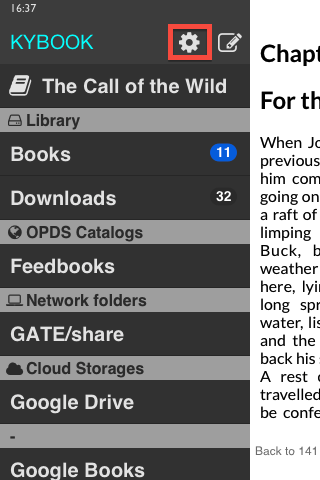 16:37
KYBOOK
The Call of the Wild
Library
Books 11
Downloads 32
OPDS Catalogs
Feedbooks
Network folders
GATE/share
Cloud Storages
Google Drive
-
Google Books
Chapt
For th
When Jo
previous
him com
going on
a raft of
limping
Buck, b
weather
here, lyi
long spr
water, lis
and the
back his s
A rest c
travelled
be confe
Back to 141